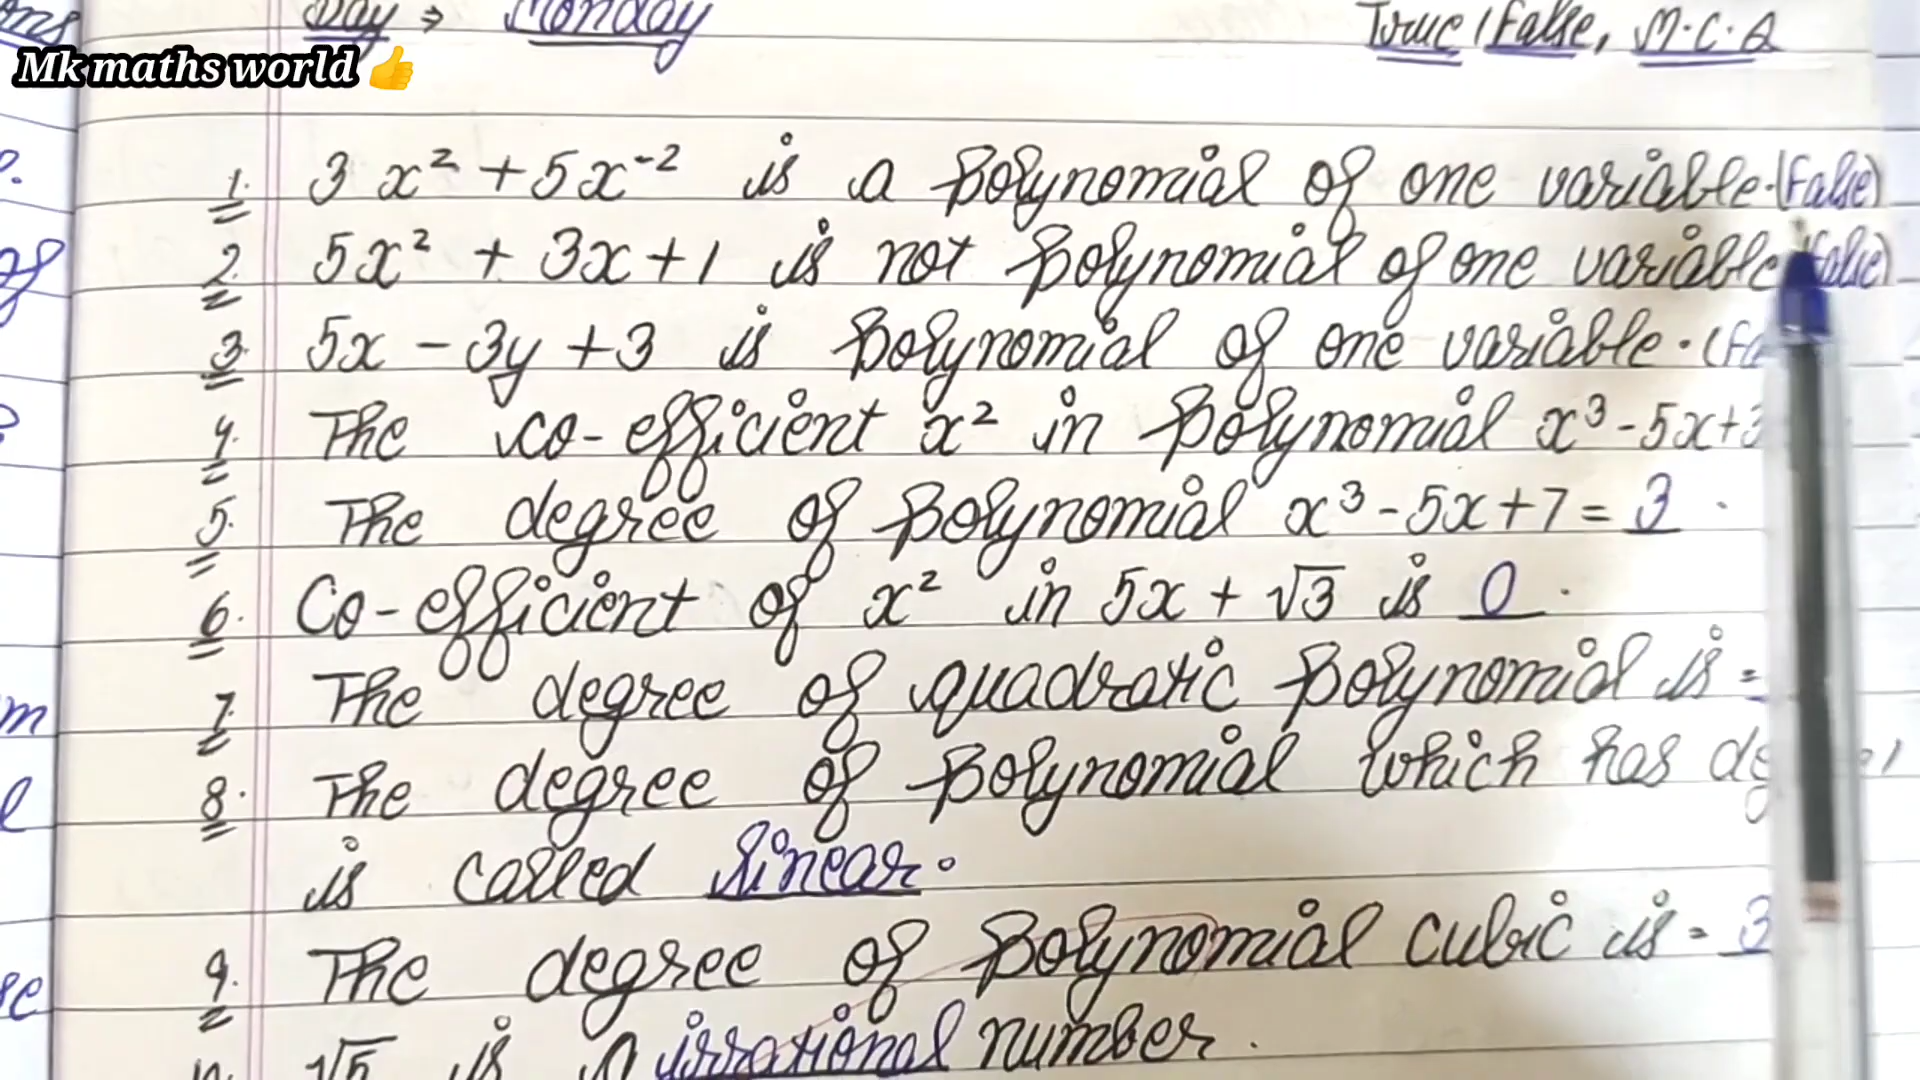 Day ⇒ Monday True/False, M.C.Q
Mk maths world 👍
1. 3x² + 5x⁻² is a polynomial of one variable. (False)
2. 5x² + 3x + 1 is not polynomial of one variable (False)
3. 5x - 3y + 3 is polynomial of one variable. (Fa
4. The co-efficient x² in polynomial x³ - 5x + 3
5. The degree of polynomial x³ - 5x + 7 = 3.
6. Co-efficient of x² in 5x + √3 is 0.
7. The degree of quadratic polynomial is =
8. The degree of polynomial which has
is called linear.
9. The degree of polynomial cubic is = 3
√5 is irrational number.